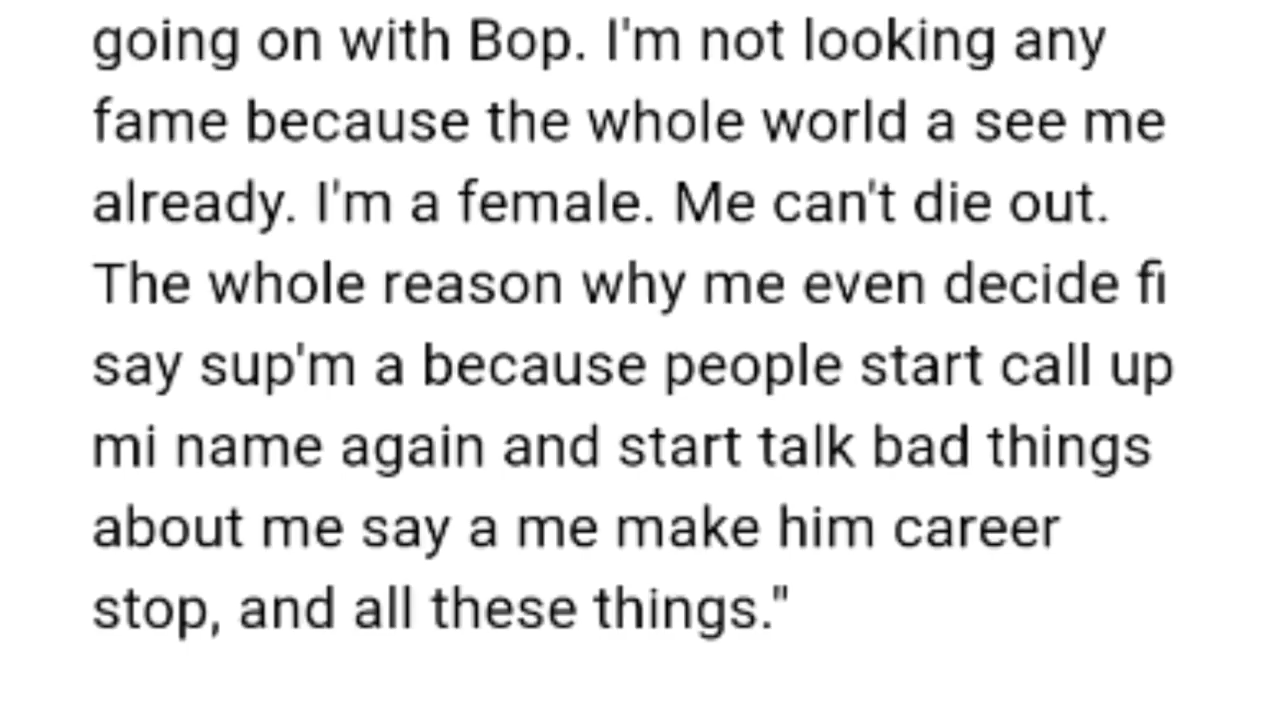 going on with Bop. I'm not looking any
fame because the whole world a see me
already. I'm a female. Me can't die out.
The whole reason why me even decide fi
say sup'm a because people start call up
mi name again and start talk bad things
about me say a me make him career
stop, and all these things."